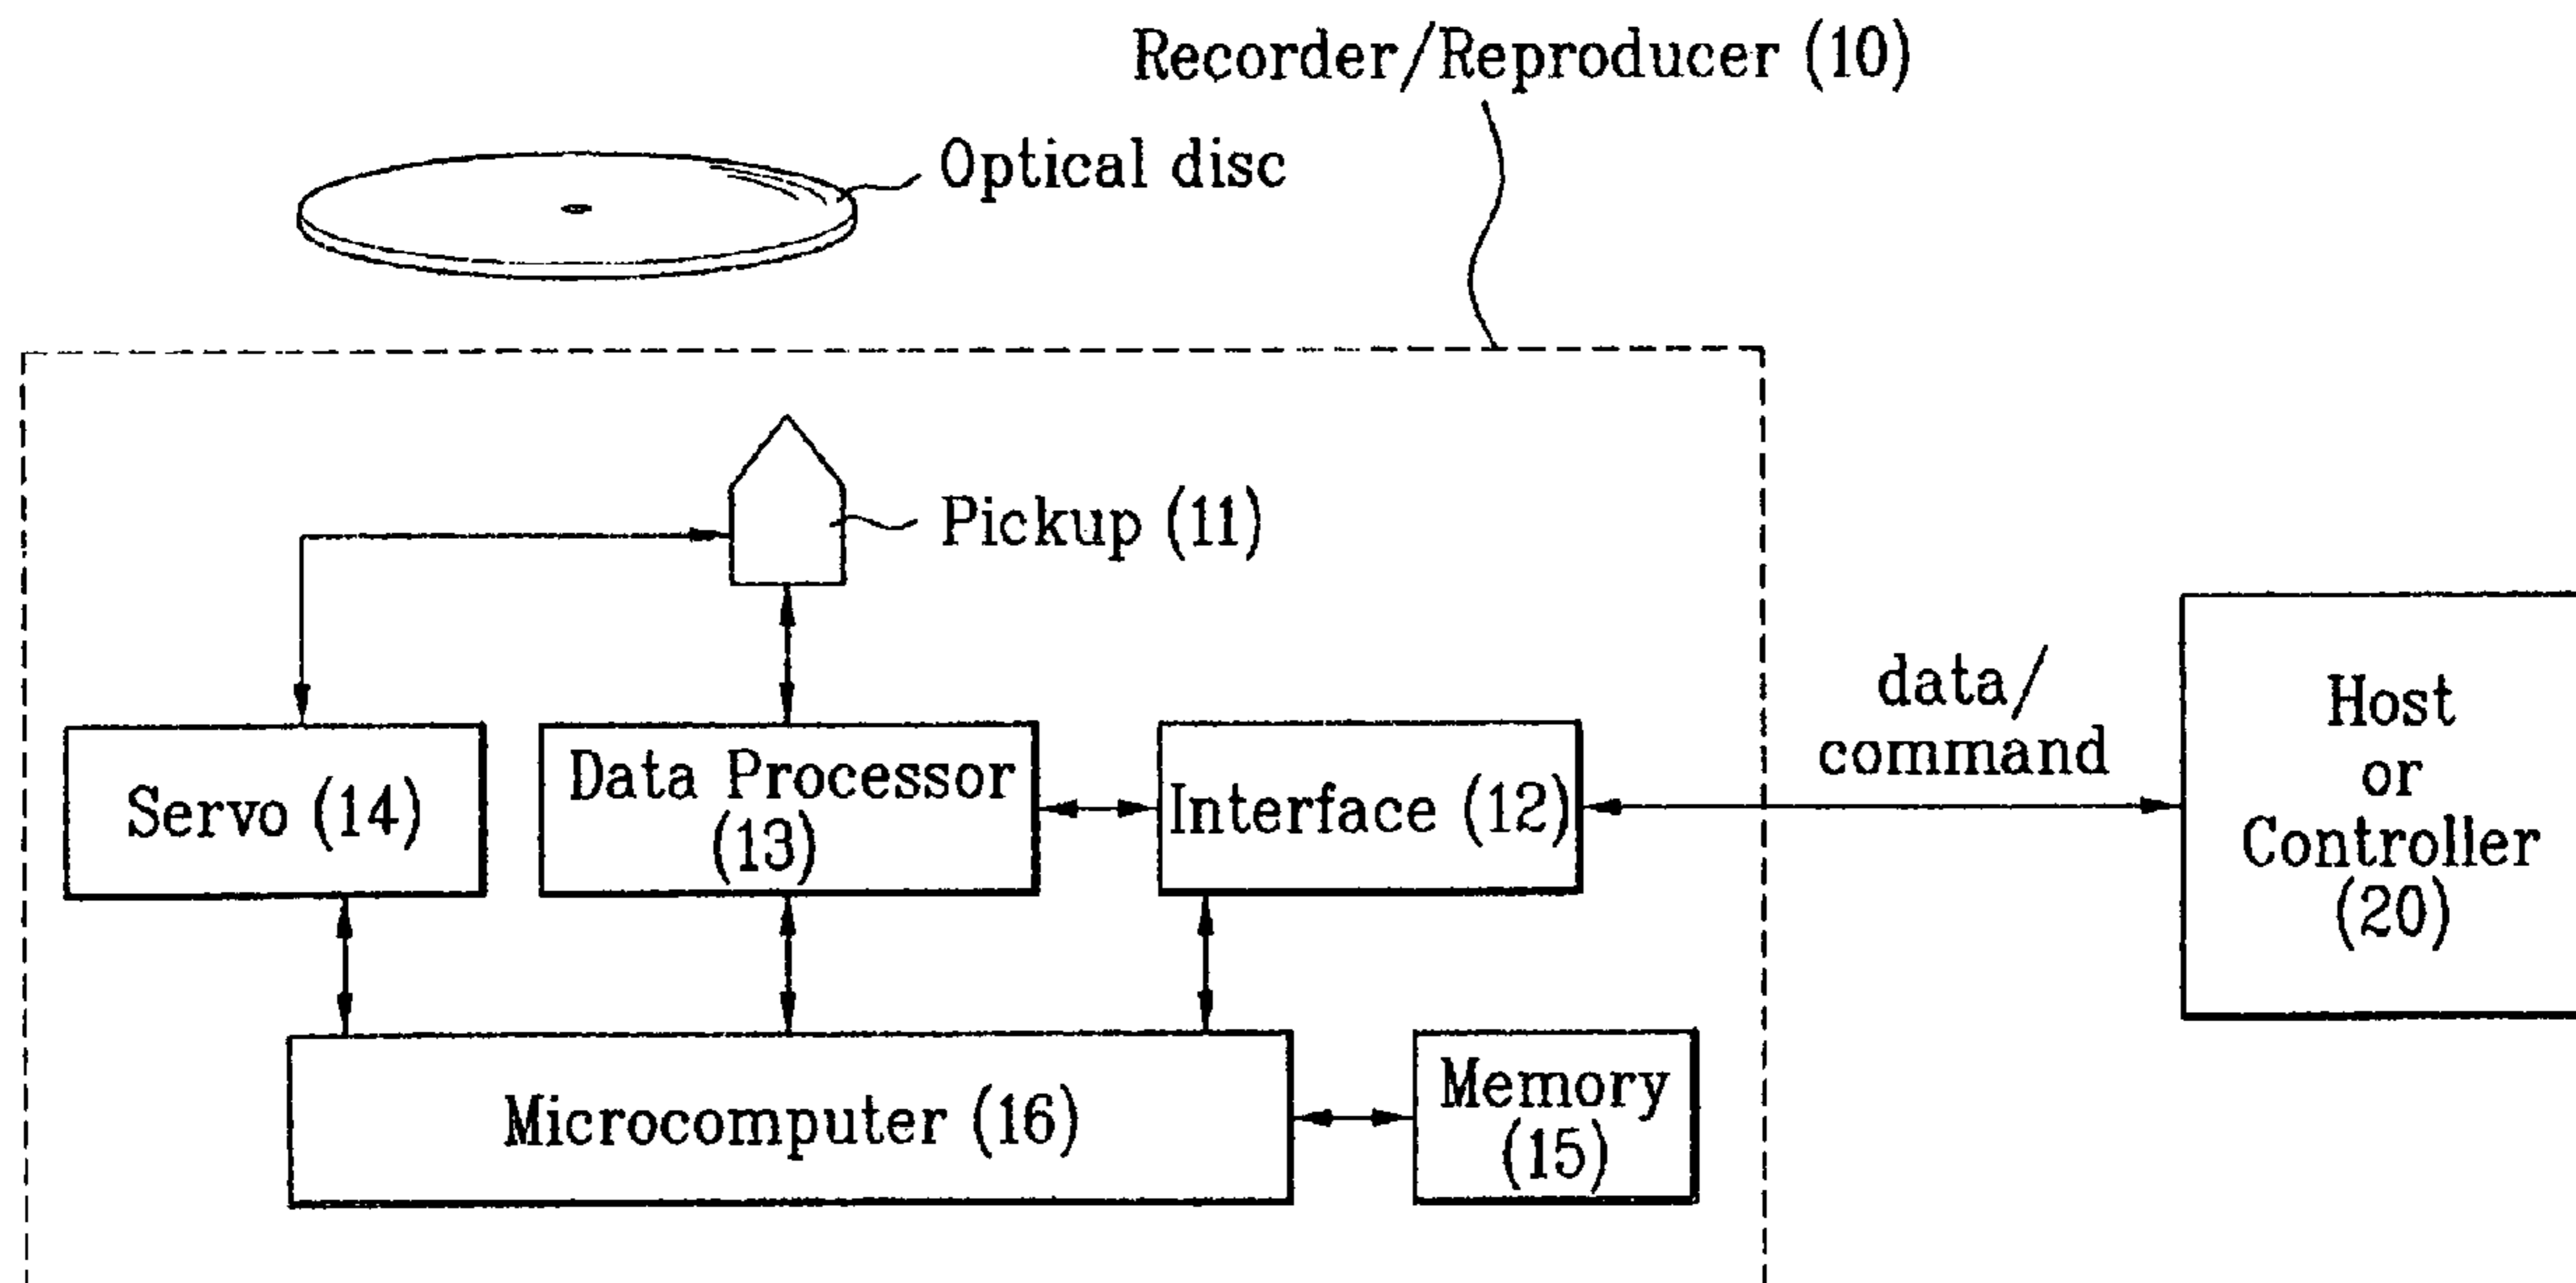 Recorder/Reproducer (10)
Optical disc
Pickup (11)
Servo (14)
Data Processor
(13)
Interface (12)
data/
command
Host
or
Controller
(20)
Microcomputer (16)
Memory
(15)